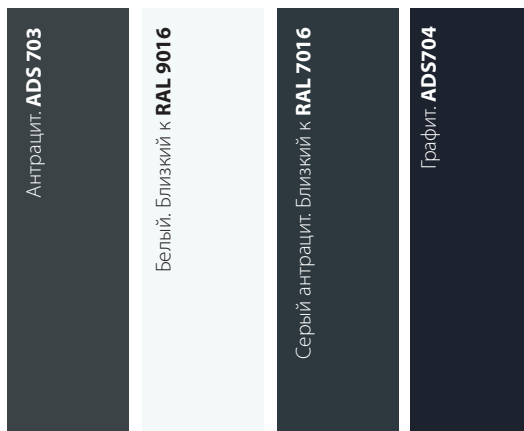 Антрацит. ADS 703
Белый. Близкий к RAL 9016
Серый антрацит. Близкий к RAL 7016
Графит. ADS704